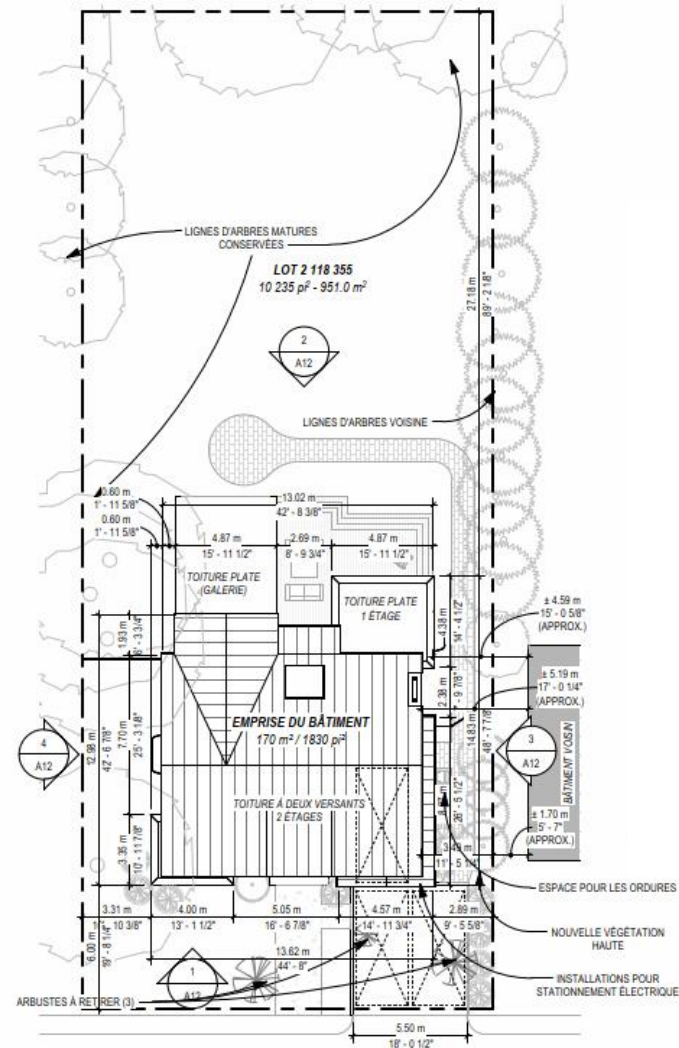 LIGNES D'ARBRES MATURES
CONSERVÉES
LOT 2 118 355
10 235 pi² - 951.0 m²
27.18 m
89' - 2 1/8"
2
A12
LIGNES D'ARBRES VOISINE
0.60 m
1' - 11 5/8"
0.60 m
1' - 11 5/8"
13.02 m
42' - 8 3/8"
4.87 m
15' - 11 1/2"
2.69 m
8' - 9 3/4"
4.87 m
15' - 11 1/2"
TOITURE PLATE
(GALERIE)
TOITURE PLATE
1 ÉTAGE
1.93 m
6' - 3 3/4"
4.38 m
14' - 4 1/2"
± 4.59 m
15' - 0 5/8"
(APPROX.)
± 5.19 m
17' - 0 1/4"
(APPROX.)
2.38 m
- 9 7/8"
14.83 m
48' - 7 7/8"
EMPRISE DU BÂTIMENT
170 m² / 1830 pi²
12.98 m
42' - 6 7/8"
7.70 m
25' - 3 1/8"
4
A12
3
A12
BÂTIMENT VOISIN
TOITURE À DEUX VERSANTS
2 ÉTAGES
26' - 5 1/2"
± 1.70 m
5' - 7"
(APPROX.)
3.35 m
10' - 11 7/8"
3.49 m
11' - 5 1/4"
ESPACE POUR LES ORDURES
3.31 m
10 3/8"
4.00 m
13' - 1 1/2"
5.05 m
16' - 6 7/8"
4.57 m
14' - 11 3/4"
2.89 m
9' - 5 5/8"
NOUVELLE VÉGÉTATION
HAUTE
6.00 m
19' - 8 1/4"
13.62 m
44' - 8"
1
A12
INSTALLATIONS POUR
STATIONNEMENT ÉLECTRIQUE
ARBUSTES À RETIRER (3)
5.50 m
18' - 0 1/2"